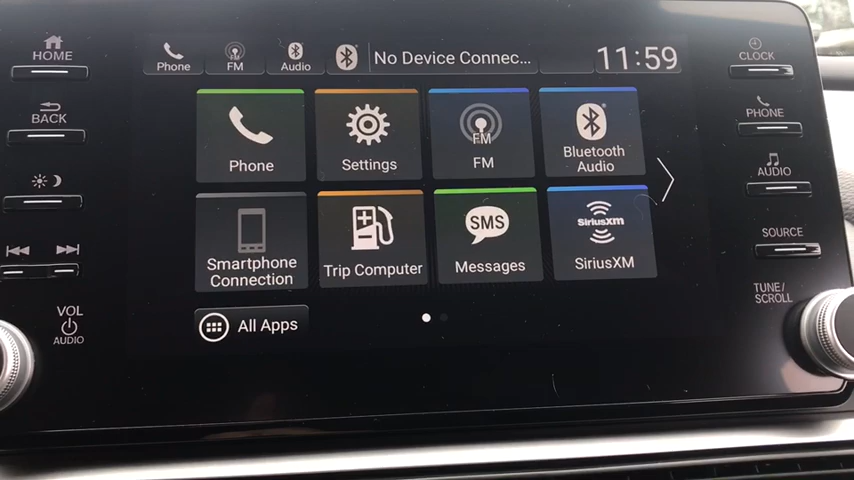 HOME
BACK
VOL
AUDIO
Phone
FM
Audio
No Device Connec...
11:59
Phone
Settings
FM
FM
Bluetooth
Audio
Smartphone
Connection
Trip Computer
SMS
Messages
SiriusXM
SiriusXM
All Apps
CLOCK
PHONE
AUDIO
SOURCE
TUNE/
SCROLL